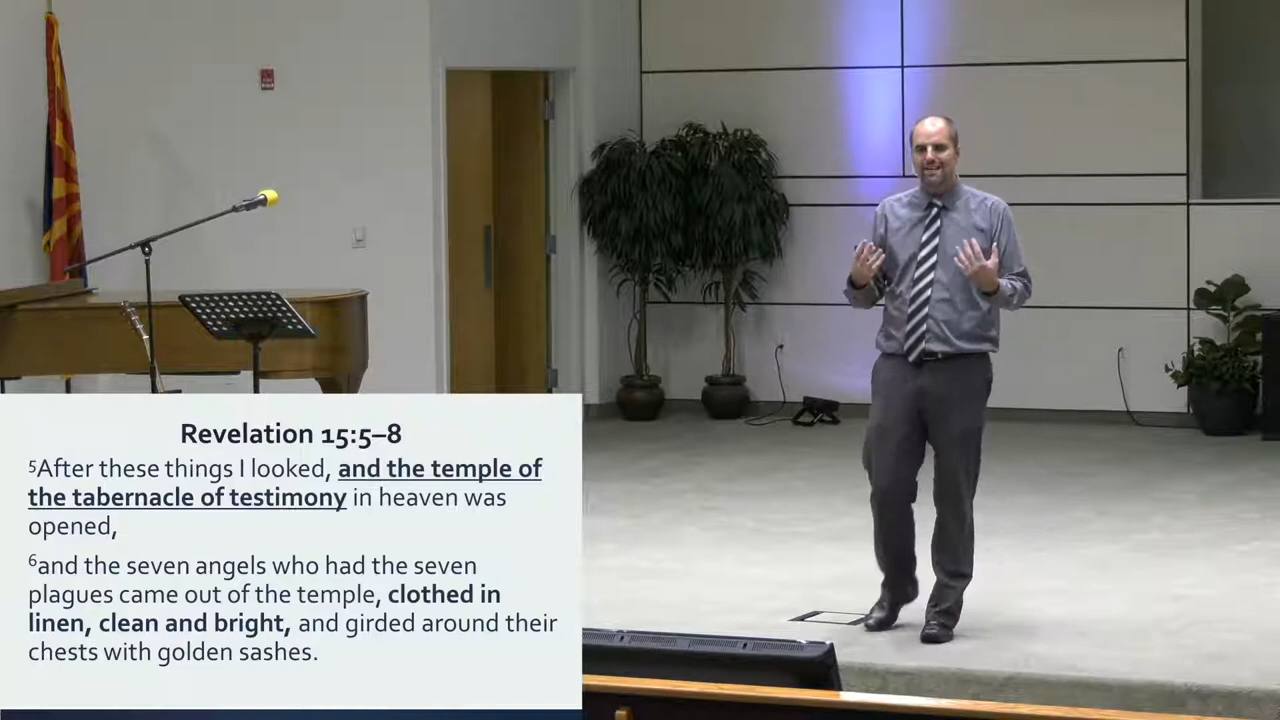 Revelation 15:5–8
⁵After these things I looked, and the temple of
the tabernacle of testimony in heaven was
opened,
⁶and the seven angels who had the seven
plagues came out of the temple, clothed in
linen, clean and bright, and girded around their
chests with golden sashes.